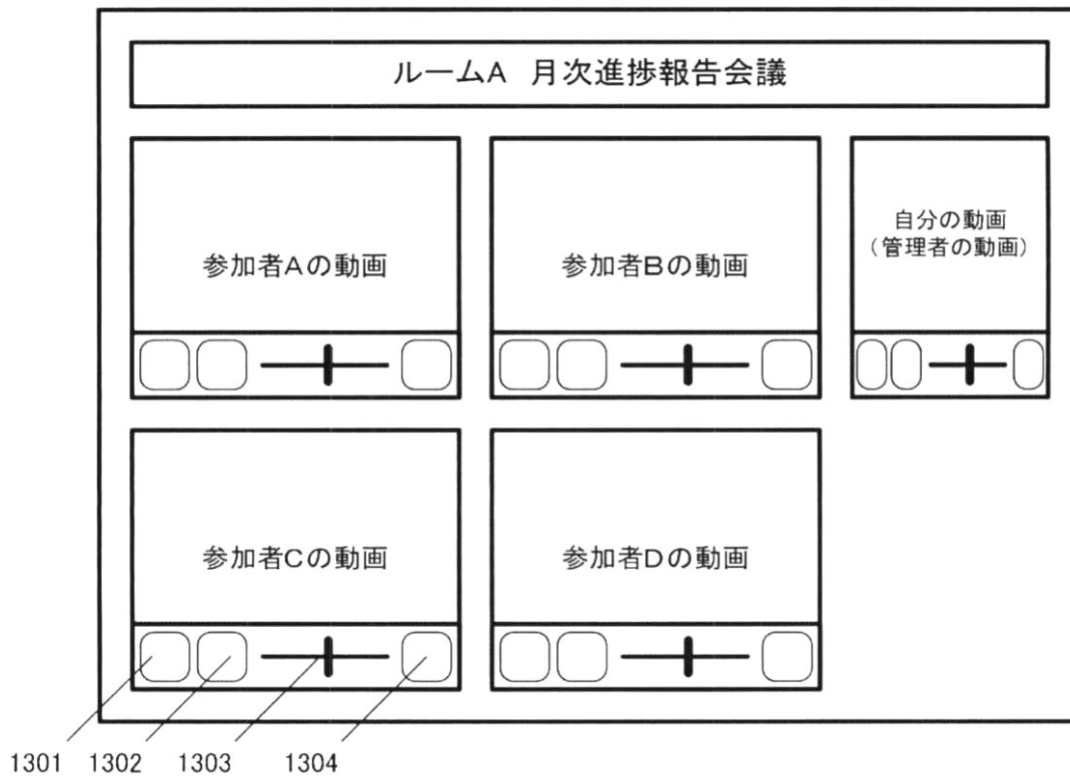 ルームA 月次進捗報告会議
参加者Aの動画
参加者Bの動画
自分の動画
(管理者の動画)
参加者Cの動画
参加者Dの動画
1301 1302 1303 1304